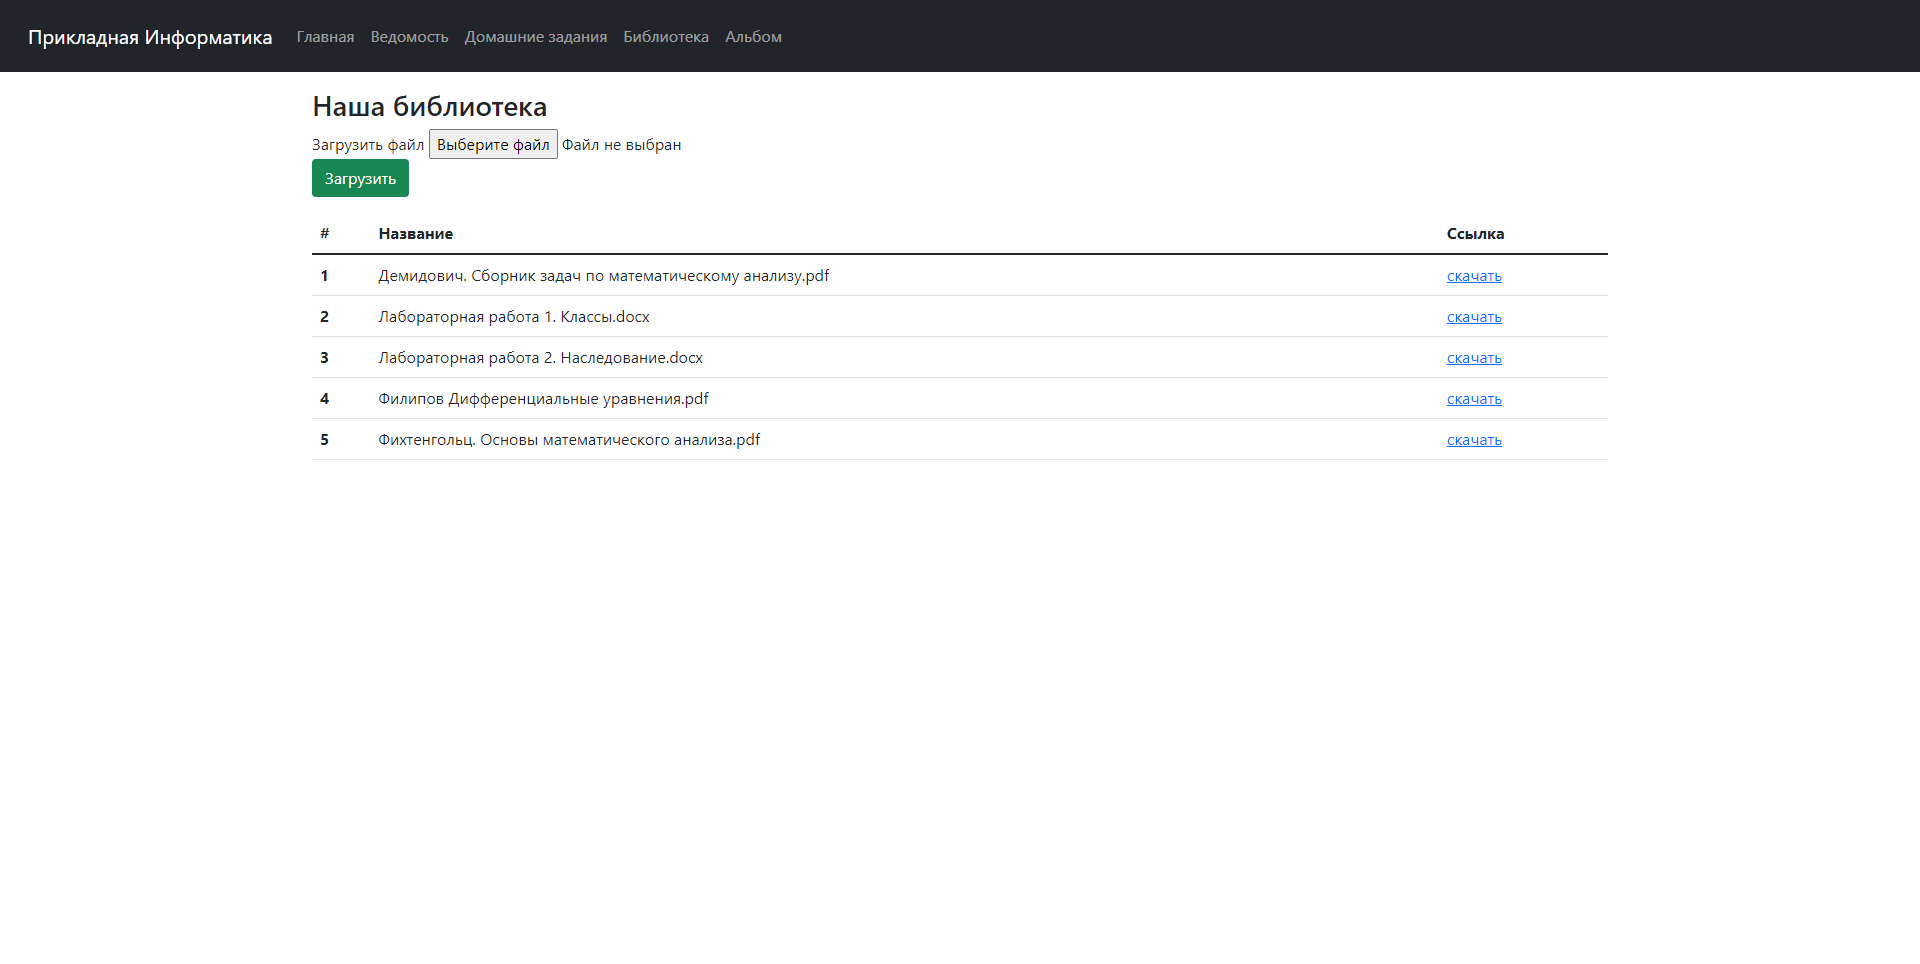 Прикладная Информатика Главная Ведомость Домашние задания Библиотека Альбом
Наша библиотека
Загрузить файл Выберите файл Файл не выбран
Загрузить
# Название Ссылка
1 Демидович. Сборник задач по математическому анализу.pdf скачать
2 Лабораторная работа 1. Классы.docx скачать
3 Лабораторная работа 2. Наследование.docx скачать
4 Филипов Дифференциальные уравнения.pdf скачать
5 Фихтенгольц. Основы математического анализа.pdf скачать